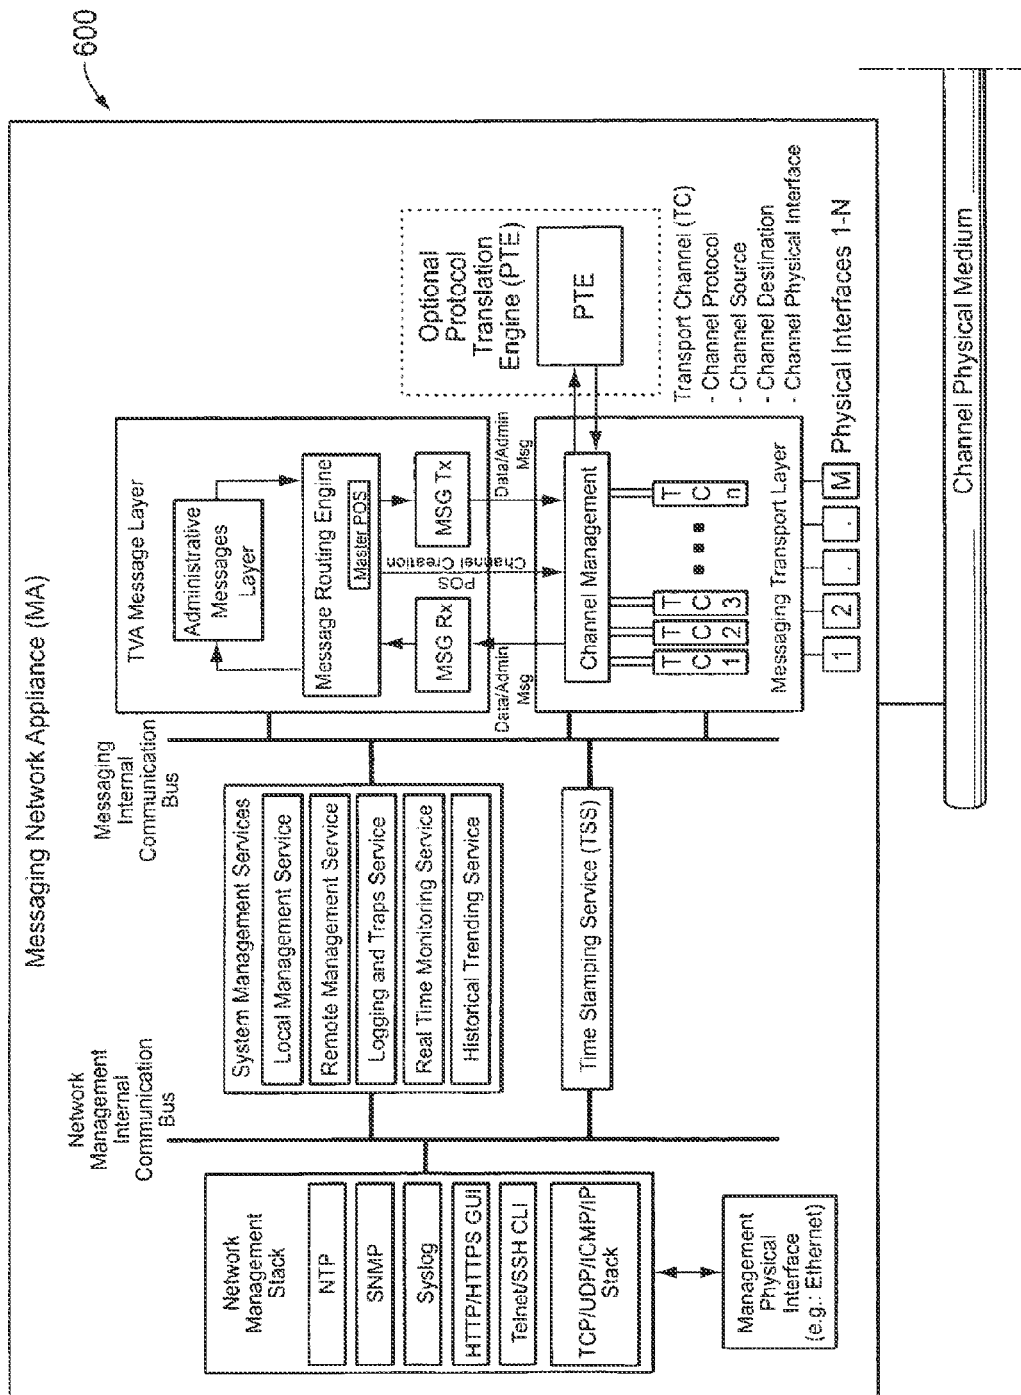 600
Messaging Network Appliance (MA)
Network
Management
Internal
Communication
Bus
Messaging
Internal
Communication
Bus
Network
Management
Stack
NTP
SNMP
Syslog
HTTP/HTTPS GUI
Telnet/SSH CLI
TCP/UDP/ICMP/IP
Stack
Management
Physical
Interface
(e.g.: Ethernet)
System Management Services
Local Management Service
Remote Management Service
Logging and Traps Service
Real Time Monitoring Service
Historical Trending Service
Time Stamping Service (TSS)
TVA Message Layer
Administrative
Messages
Layer
Message Routing Engine
Master POS
MSG Rx
MSG Tx
Data/Admin
Msg
POS
Channel Creation
Data/Admin
Msg
Channel Management
T C 1
T C 2
T C 3
T C n
Messaging Transport Layer
Optional
Protocol
Translation
Engine (PTE)
PTE
Transport Channel (TC)
- Channel Protocol
- Channel Source
- Channel Destination
- Channel Physical Interface
1 2 . . M Physical Interfaces 1-N
Channel Physical Medium